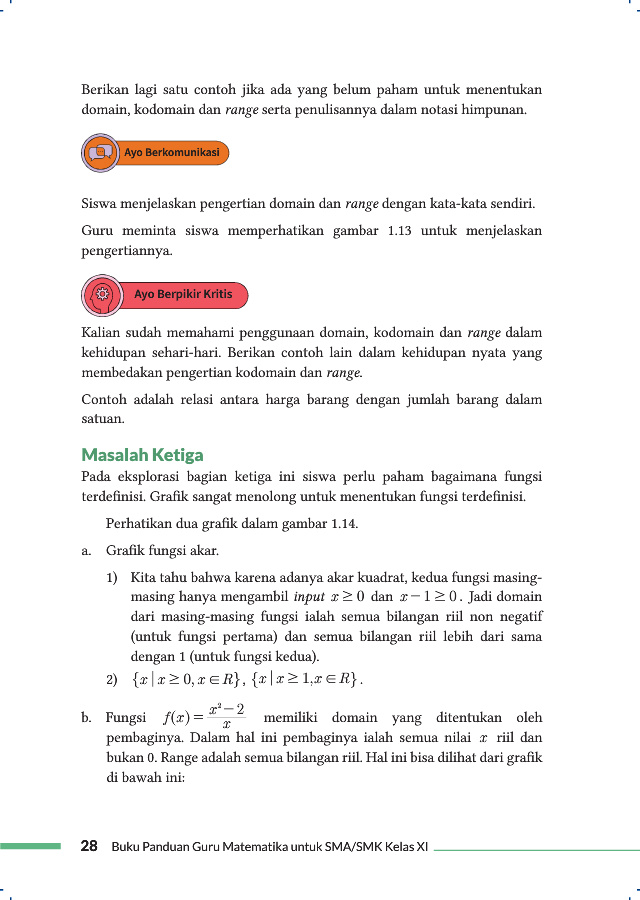 Berikan lagi satu contoh jika ada yang belum paham untuk menentukan
domain, kodomain dan range serta penulisannya dalam notasi himpunan.
Ayo Berkomunikasi
Siswa menjelaskan pengertian domain dan range dengan kata-kata sendiri.
Guru meminta siswa memperhatikan gambar 1.13 untuk menjelaskan
pengertiannya.
Ayo Berpikir Kritis
Kalian sudah memahami penggunaan domain, kodomain dan range dalam
kehidupan sehari-hari. Berikan contoh lain dalam kehidupan nyata yang
membedakan pengertian kodomain dan range.
Contoh adalah relasi antara harga barang dengan jumlah barang dalam
satuan.
Masalah Ketiga
Pada eksplorasi bagian ketiga ini siswa perlu paham bagaimana fungsi
terdefinisi. Grafik sangat menolong untuk menentukan fungsi terdefinisi.
Perhatikan dua grafik dalam gambar 1.14.
a. Grafik fungsi akar.
1) Kita tahu bahwa karena adanya akar kuadrat, kedua fungsi masing-
masing hanya mengambil input x ≥ 0 dan x − 1 ≥ 0. Jadi domain
dari masing-masing fungsi ialah semua bilangan riil non negatif
(untuk fungsi pertama) dan semua bilangan riil lebih dari sama
dengan 1 (untuk fungsi kedua).
2) {x | x ≥ 0, x ∈ R}, {x | x ≥ 1, x ∈ R}.
b. Fungsi f(x) = (x² − 2)/x memiliki domain yang ditentukan oleh
pembaginya. Dalam hal ini pembaginya ialah semua nilai x riil dan
bukan 0. Range adalah semua bilangan riil. Hal ini bisa dilihat dari grafik
di bawah ini:
28 Buku Panduan Guru Matematika untuk SMA/SMK Kelas XI